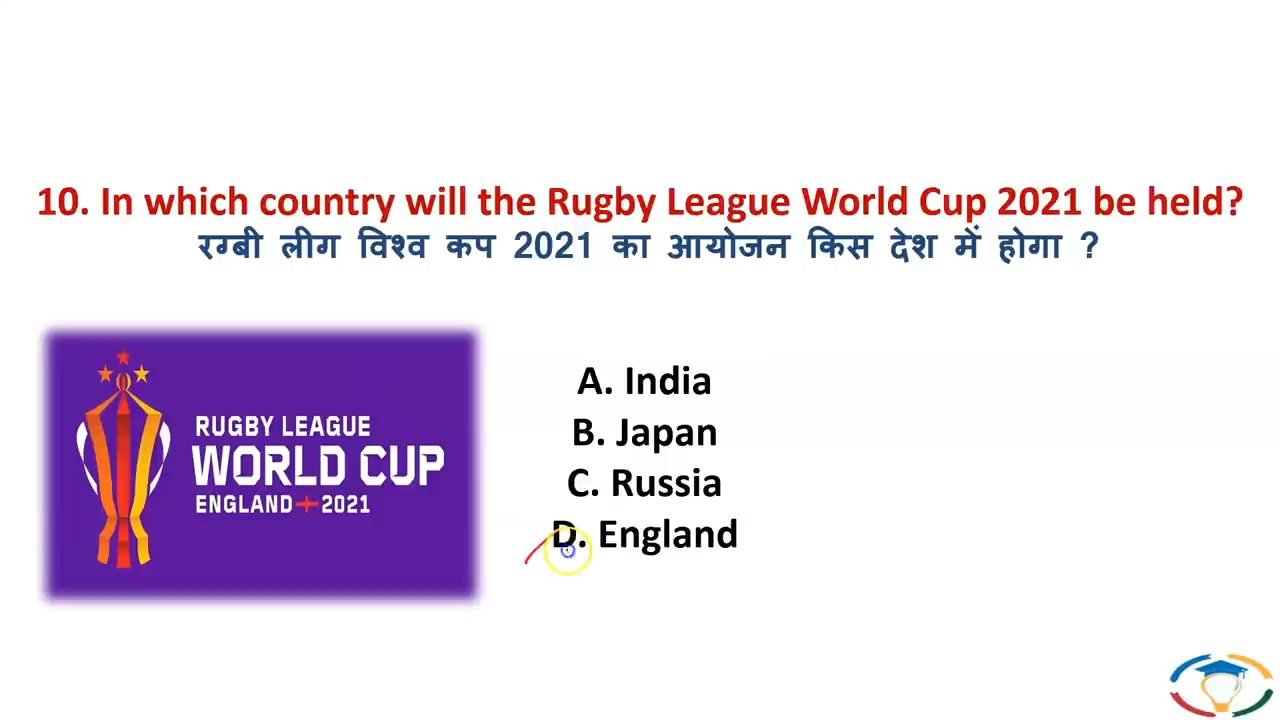 10. In which country will the Rugby League World Cup 2021 be held?
रग्बी लीग विश्व कप 2021 का आयोजन किस देश में होगा ?
RUGBY LEAGUE
WORLD CUP
ENGLAND + 2021
A. India
B. Japan
C. Russia
D. England